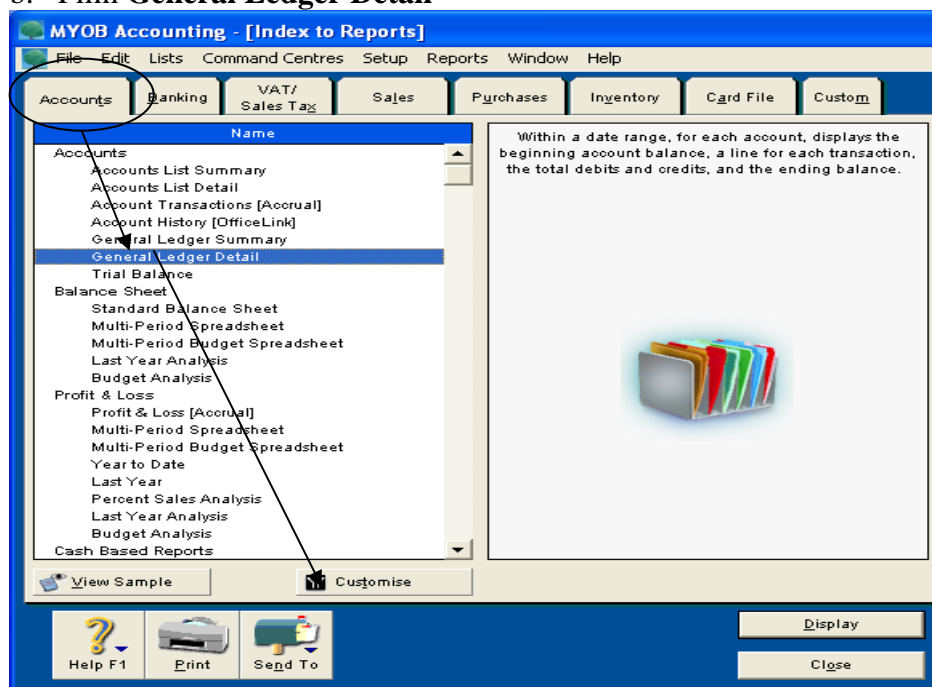 b. Pilih General Ledger Detail
MYOB Accounting - [Index to Reports]
File Edit Lists Command Centres Setup Reports Window Help
Accounts Banking VAT/ Sales Tax Sales Purchases Inventory Card File Custom
Name
Accounts
Accounts List Summary
Accounts List Detail
Account Transactions [Accrual]
Account History [OfficeLink]
General Ledger Summary
General Ledger Detail
Trial Balance
Balance Sheet
Standard Balance Sheet
Multi-Period Spreadsheet
Multi-Period Budget Spreadsheet
Last Year Analysis
Budget Analysis
Profit & Loss
Profit & Loss [Accrual]
Multi-Period Spreadsheet
Multi-Period Budget Spreadsheet
Year to Date
Last Year
Percent Sales Analysis
Last Year Analysis
Budget Analysis
Cash Based Reports
Within a date range, for each account, displays the
beginning account balance, a line for each transaction,
the total debits and credits, and the ending balance.
View Sample Customise
Help F1 Print Send To
Display
Close